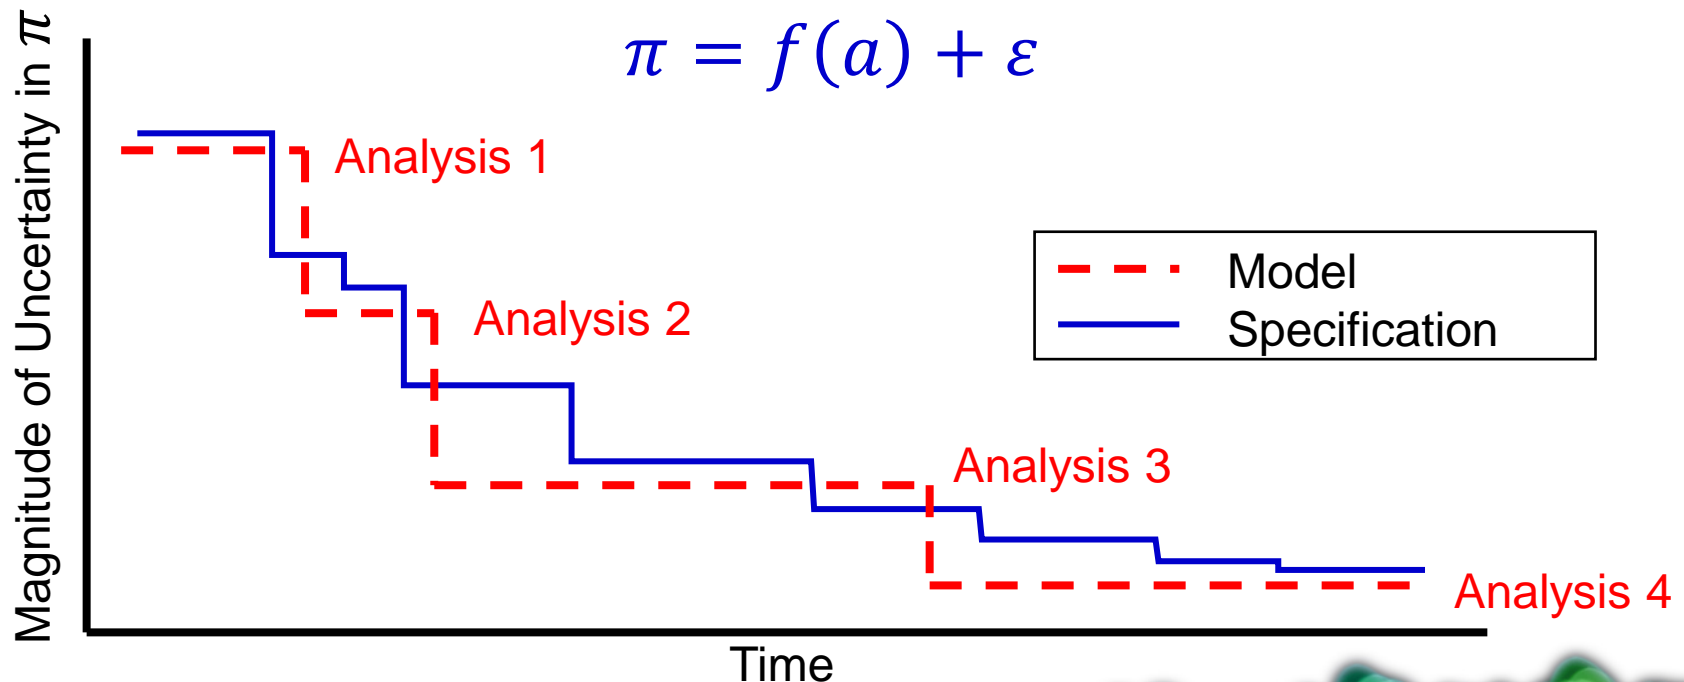 π = f(a) + ε
Magnitude of Uncertainty in π
Analysis 1
Analysis 2
Model
Specification
Analysis 3
Analysis 4
Time